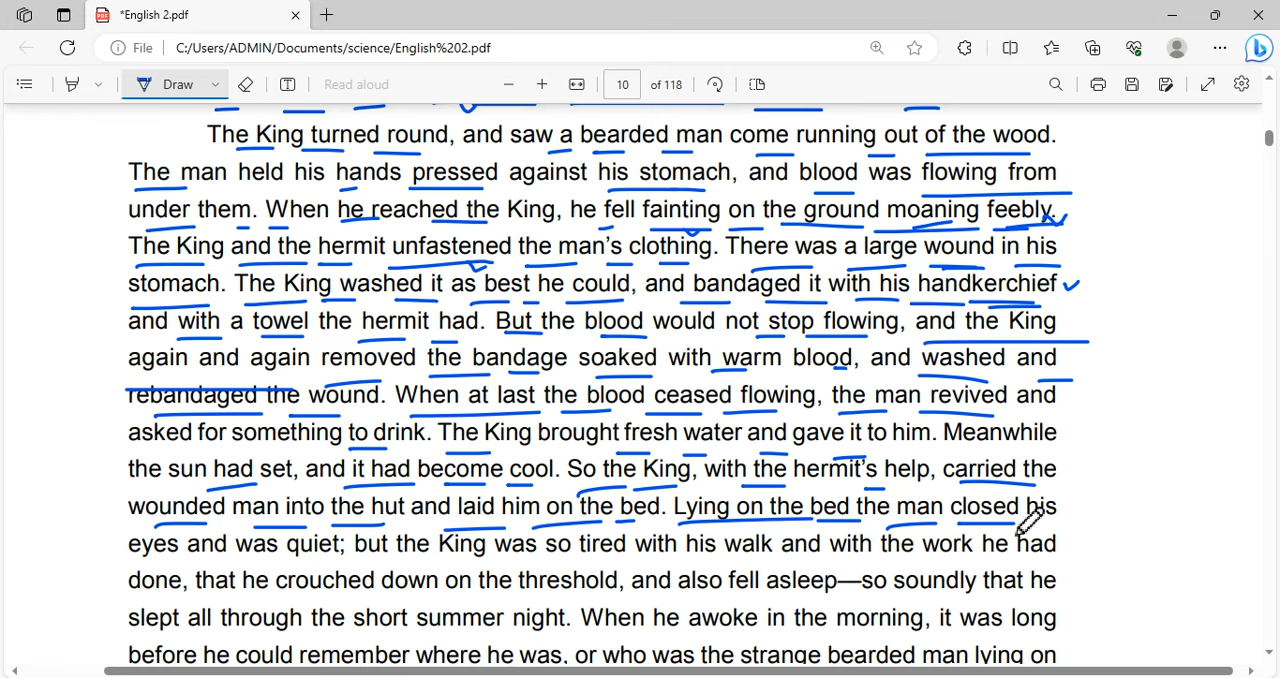 *English 2.pdf
File C:/Users/ADMIN/Documents/science/English%202.pdf
Draw Read aloud 10 of 118
The King turned round, and saw a bearded man come running out of the wood.
The man held his hands pressed against his stomach, and blood was flowing from
under them. When he reached the King, he fell fainting on the ground moaning feebly.
The King and the hermit unfastened the man's clothing. There was a large wound in his
stomach. The King washed it as best he could, and bandaged it with his handkerchief
and with a towel the hermit had. But the blood would not stop flowing, and the King
again and again removed the bandage soaked with warm blood, and washed and
rebandaged the wound. When at last the blood ceased flowing, the man revived and
asked for something to drink. The King brought fresh water and gave it to him. Meanwhile
the sun had set, and it had become cool. So the King, with the hermit's help, carried the
wounded man into the hut and laid him on the bed. Lying on the bed the man closed his
eyes and was quiet; but the King was so tired with his walk and with the work he had
done, that he crouched down on the threshold, and also fell asleep—so soundly that he
slept all through the short summer night. When he awoke in the morning, it was long
before he could remember where he was, or who was the strange bearded man lying on